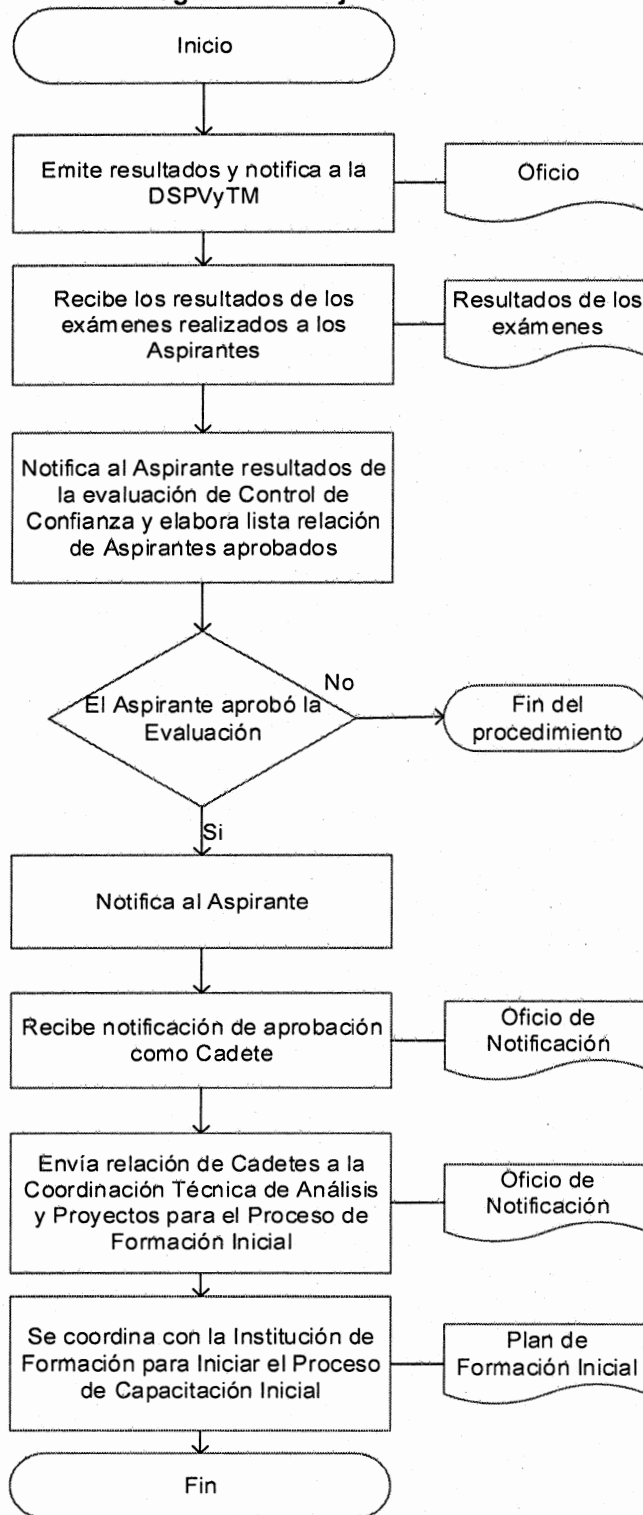 Inicio
Emite resultados y notifica a la
DSPVyTM
Oficio
Recibe los resultados de los
exámenes realizados a los
Aspirantes
Resultados de los
exámenes
Notifica al Aspirante resultados de
la evaluación de Control de
Confianza y elabora lista relación
de Aspirantes aprobados
El Aspirante aprobó la
Evaluación
No
Fin del
procedimiento
Si
Notifica al Aspirante
Recibe notificación de aprobación
como Cadete
Oficio de
Notificación
Envía relación de Cadetes a la
Coordinación Técnica de Análisis
y Proyectos para el Proceso de
Formación Inicial
Oficio de
Notificación
Se coordina con la Institución de
Formación para Iniciar el Proceso
de Capacitación Inicial
Plan de
Formación Inicial
Fin